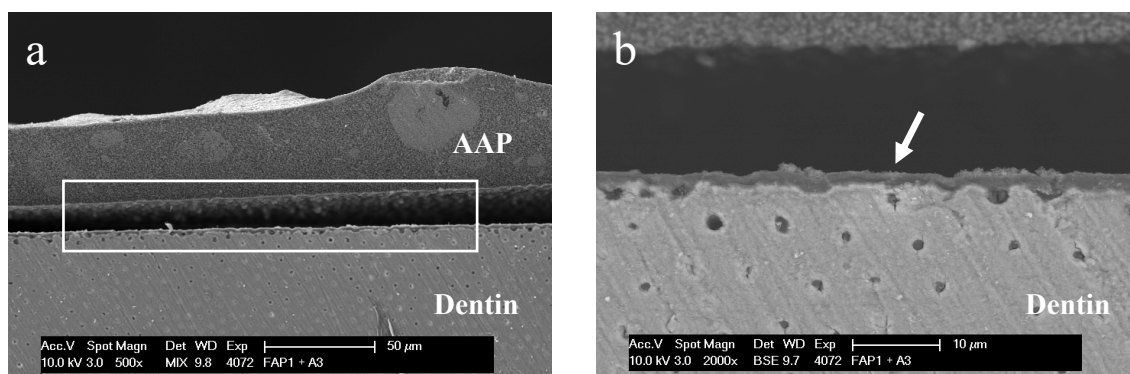 a
AAP
Dentin
Acc.V Spot Magn Det WD Exp 50 µm
10.0 kV 3.0 500x MIX 9.8 4072 FAP1 + A3
b
Dentin
Acc.V Spot Magn Det WD Exp 10 µm
10.0 kV 3.0 2000x BSE 9.7 4072 FAP1 + A3